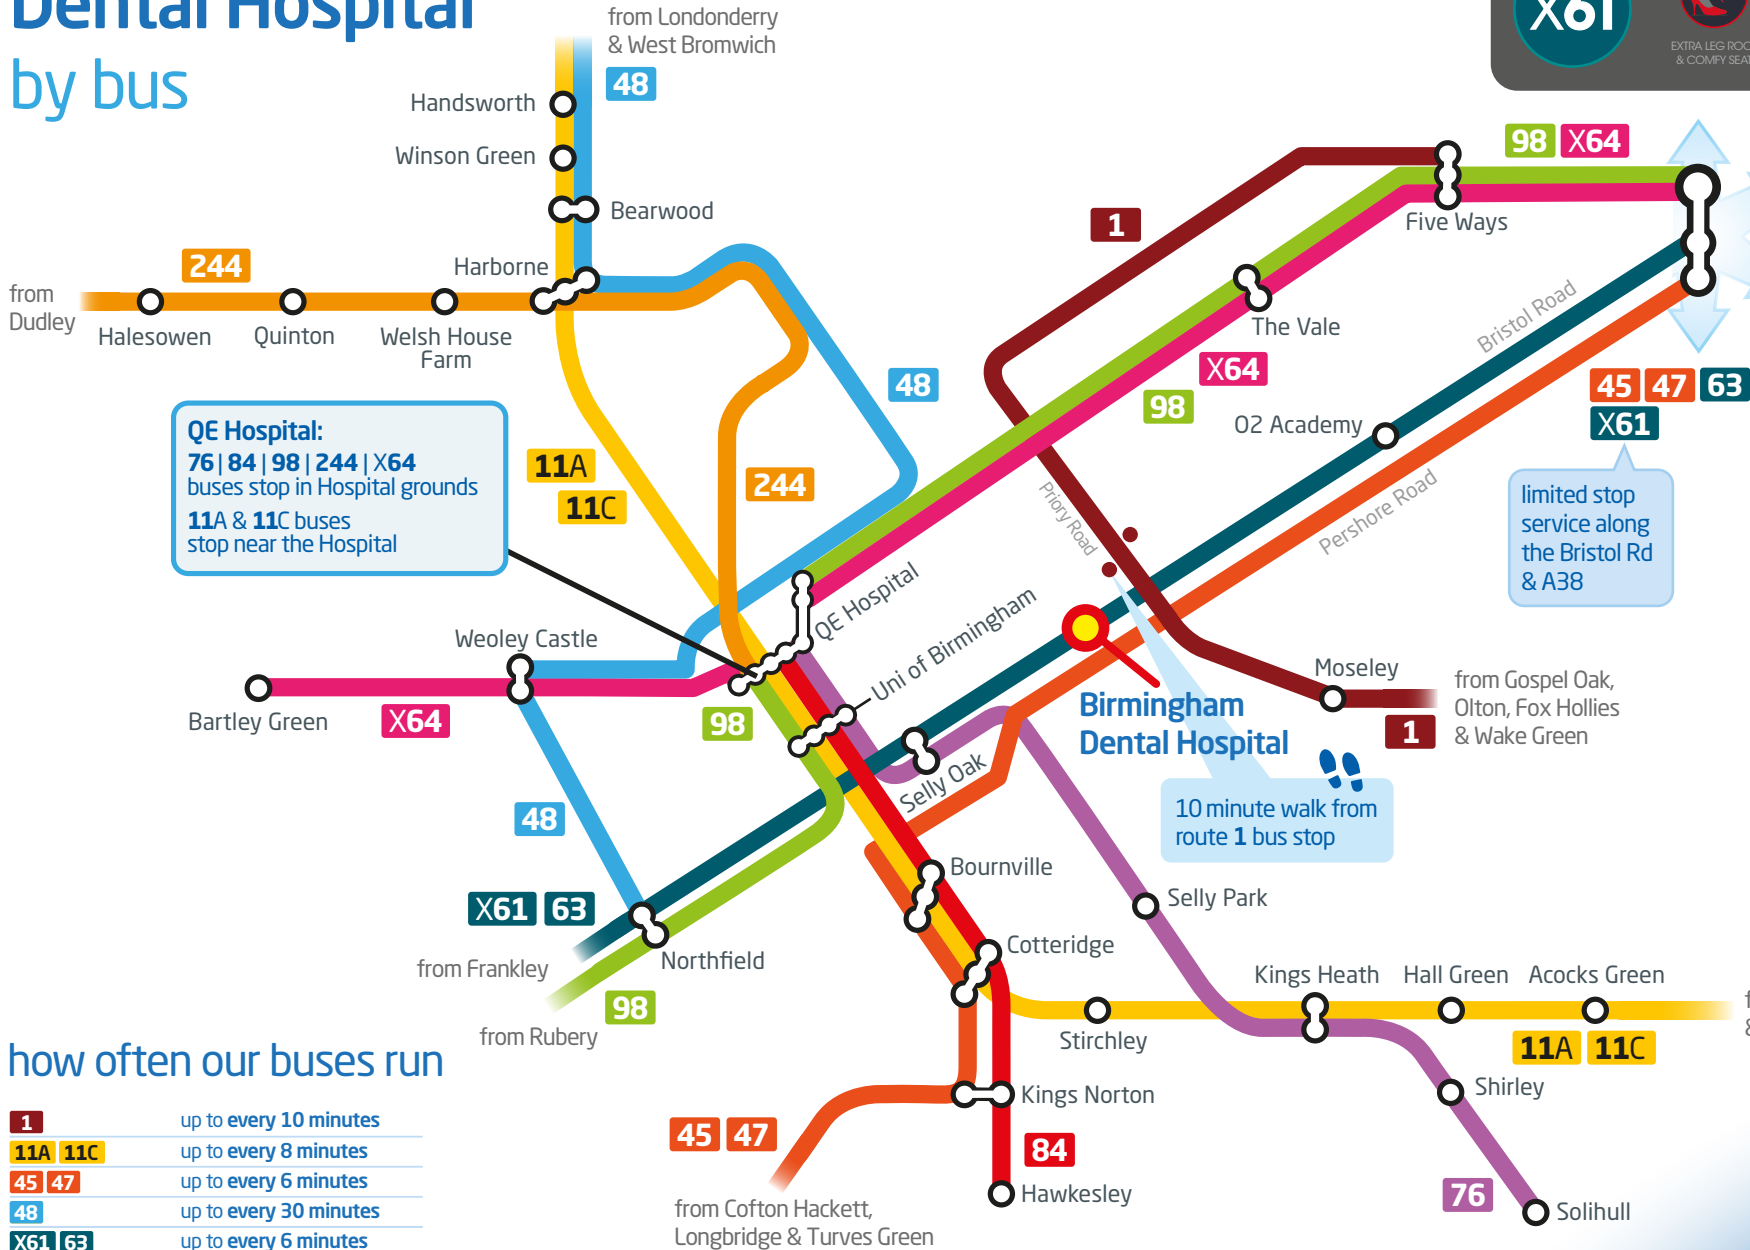 Dental Hospital
by bus
from Londonderry
& West Bromwich
48
X61
EXTRA LEG
& COMFY
Handsworth
Winson Green
Bearwood
Harborne
244
from
Dudley
Halesowen
Quinton
Welsh House
Farm
98 X64
Five Ways
1
The Vale
X64
98
Bristol Road
O2 Academy
Pershore Road
Priory Road
45 47 63
X61
limited stop
service along
the Bristol Rd
& A38
48
QE Hospital:
76 | 84 | 98 | 244 | X64
buses stop in Hospital grounds
11A & 11C buses
stop near the Hospital
11A
11C
244
QE Hospital
Uni of Birmingham
Weoley Castle
Bartley Green
X64
98
Selly Oak
Birmingham
Dental Hospital
Moseley
1
from Gospel Oak,
Olton, Fox Hollies
& Wake Green
10 minute walk from
route 1 bus stop
48
X61 63
from Frankley
Northfield
98
from Rubery
Bournville
Cotteridge
Selly Park
Kings Heath
Hall Green
Acocks Green
Stirchley
11A 11C
Shirley
Kings Norton
45 47
84
Hawkesley
76
Solihull
from Cofton Hackett,
Longbridge & Turves Green
how often our buses run
1 up to every 10 minutes
11A 11C up to every 8 minutes
45 47 up to every 6 minutes
48 up to every 30 minutes
X61 63 up to every 6 minutes